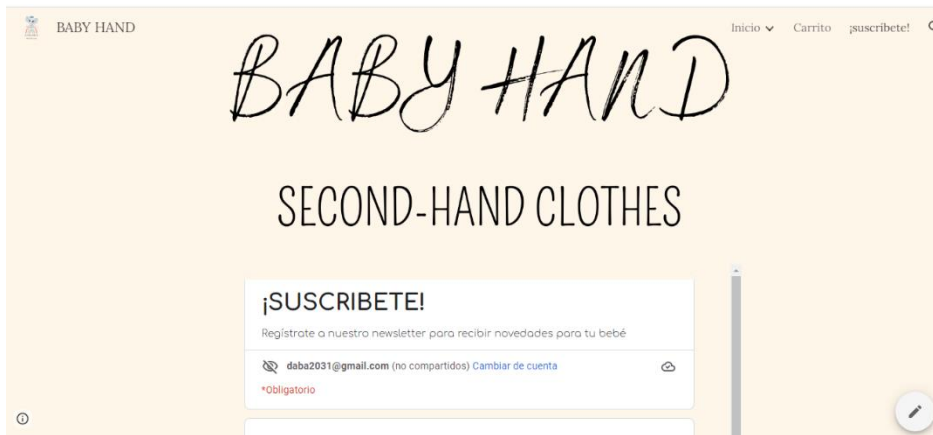 BABY HAND
Inicio Carrito ¡suscribete!
BABY HAND
SECOND-HAND CLOTHES
¡SUSCRIBETE!
Regístrate a nuestro newsletter para recibir novedades para tu bebé
daba2031@gmail.com (no compartidos) Cambiar de cuenta
*Obligatorio